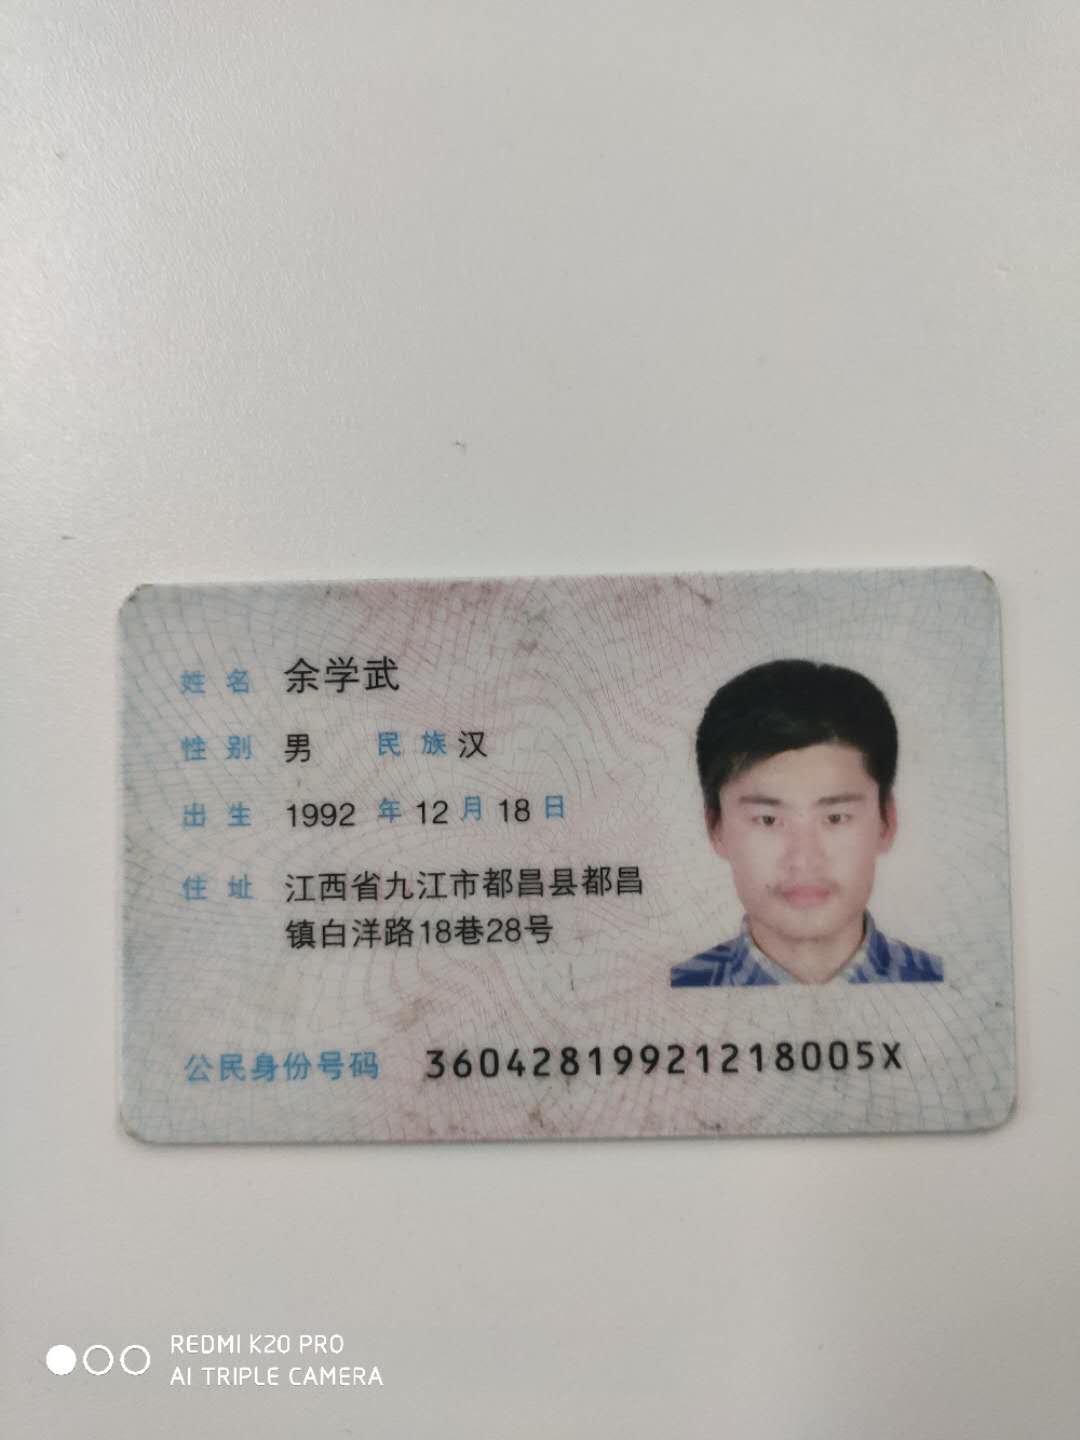 姓名 余学武
性别 男 民族 汉
出生 1992 年 12 月 18 日
住址 江西省九江市都昌县都昌
镇白洋路18巷28号
公民身份号码 36042819921218005X
REDMI K20 PRO
AI TRIPLE CAMERA